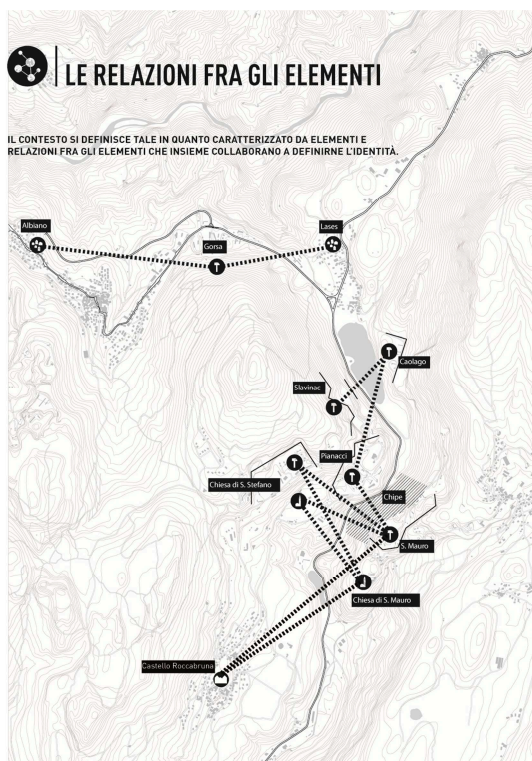 LE RELAZIONI FRA GLI ELEMENTI
IL CONTESTO SI DEFINISCE TALE IN QUANTO CARATTERIZZATO DA ELEMENTI E
RELAZIONI FRA GLI ELEMENTI CHE INSIEME COLLABORANO A DEFINIRNE L'IDENTITÀ.
Albiano
Lases
Gorsa
Caolago
Slavinac
Pianacci
Chiesa di S. Stefano
Chipe
S. Mauro
Chiesa di S. Mauro
Castello Roccabruna